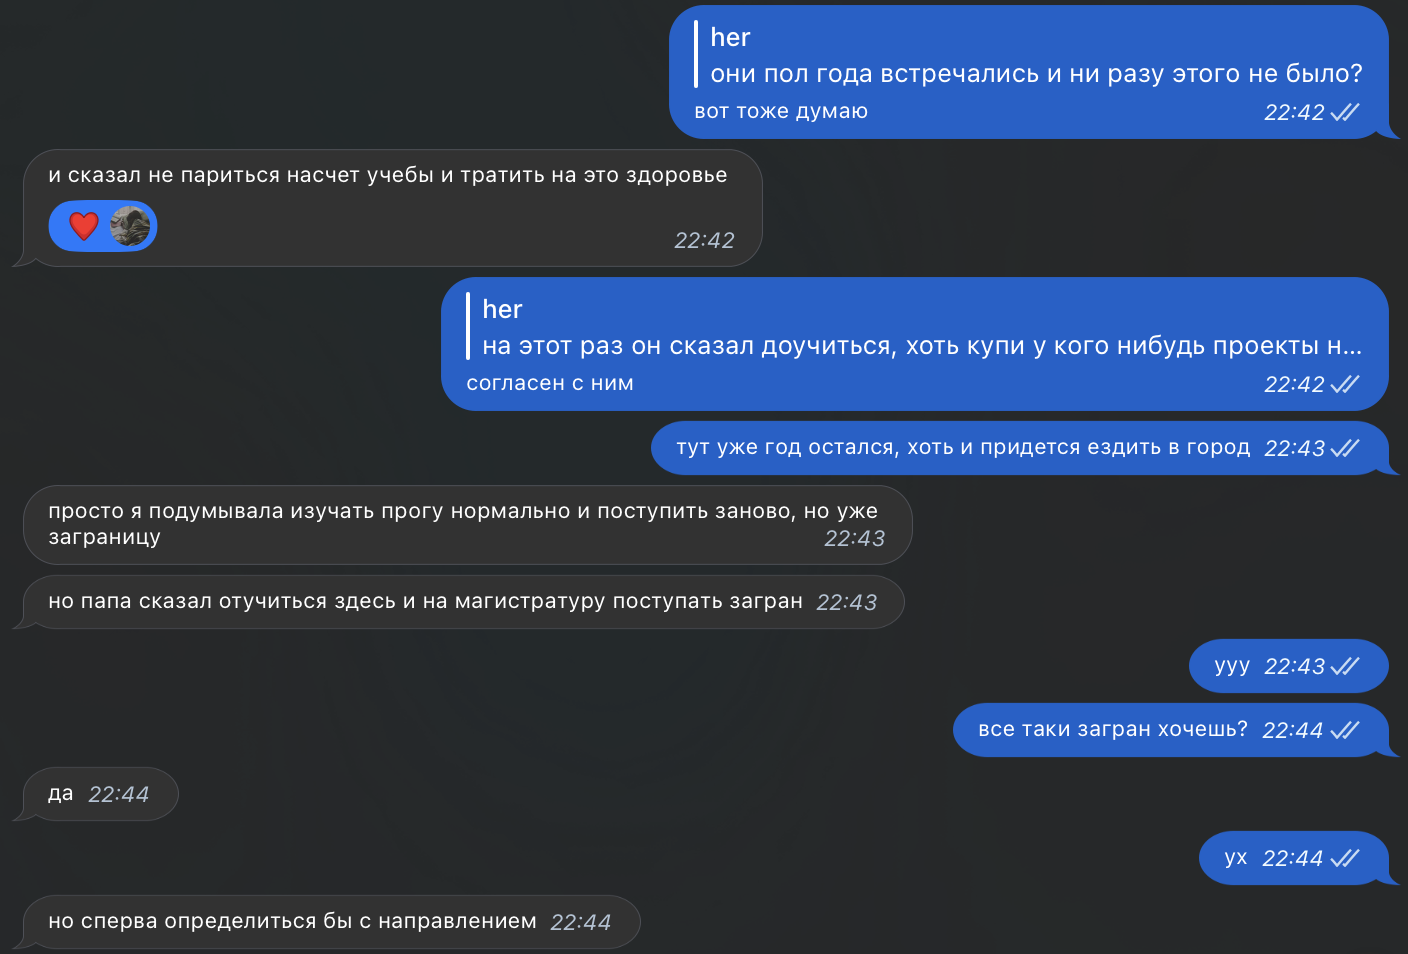 her
они пол года встречались и ни разу этого не было?
вот тоже думаю 22:42
и сказал не париться насчет учебы и тратить на это здоровье
22:42
her
на этот раз он сказал доучиться, хоть купи у кого нибудь проекты н...
согласен с ним 22:42
тут уже год остался, хоть и придется ездить в город 22:43
просто я подумывала изучать прогу нормально и поступить заново, но уже
заграницу 22:43
но папа сказал отучиться здесь и на магистратуру поступать загран 22:43
ууу 22:43
все таки загран хочешь? 22:44
да 22:44
ух 22:44
но сперва определиться бы с направлением 22:44